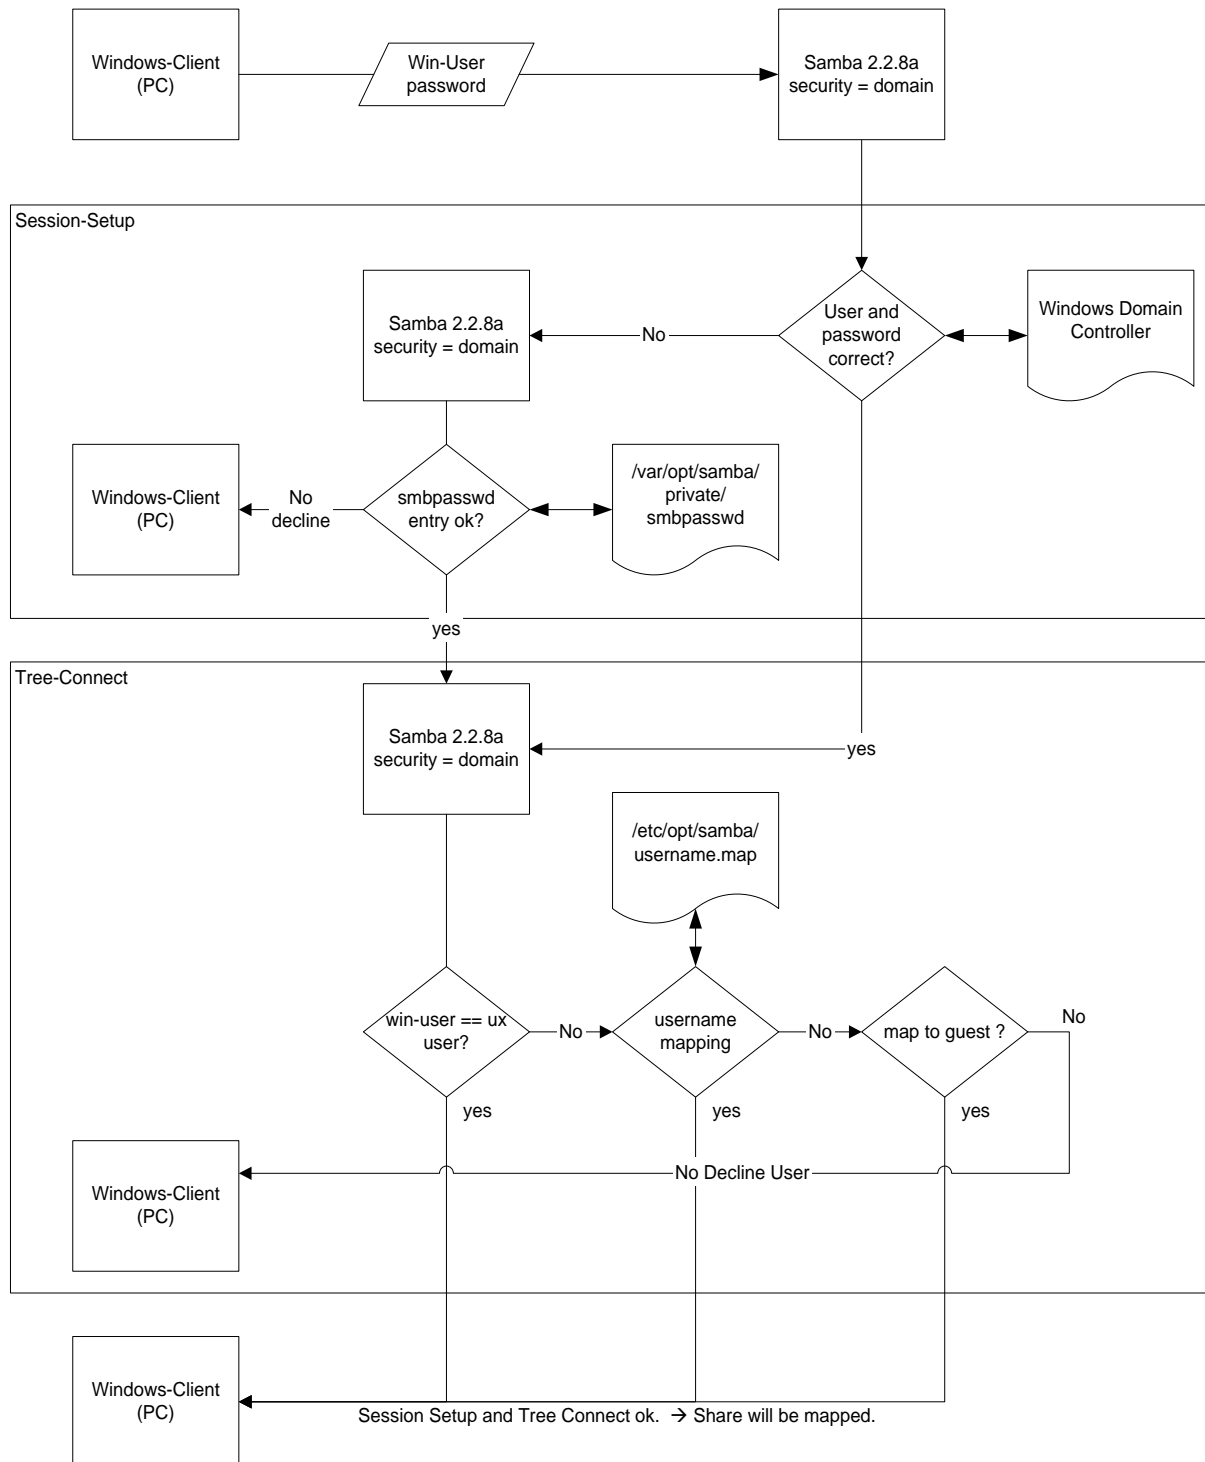 Windows-Client
(PC)
Win-User
password
Samba 2.2.8a
security = domain
Session-Setup
Samba 2.2.8a
security = domain
No
User and
password
correct?
Windows Domain
Controller
Windows-Client
(PC)
No
decline
smbpasswd
entry ok?
/var/opt/samba/
private/
smbpasswd
yes
Tree-Connect
Samba 2.2.8a
security = domain
yes
/etc/opt/samba/
username.map
win-user == ux
user?
No
username
mapping
No
map to guest ?
No
yes
yes
yes
No Decline User
Windows-Client
(PC)
Windows-Client
(PC)
Session Setup and Tree Connect ok. → Share will be mapped.